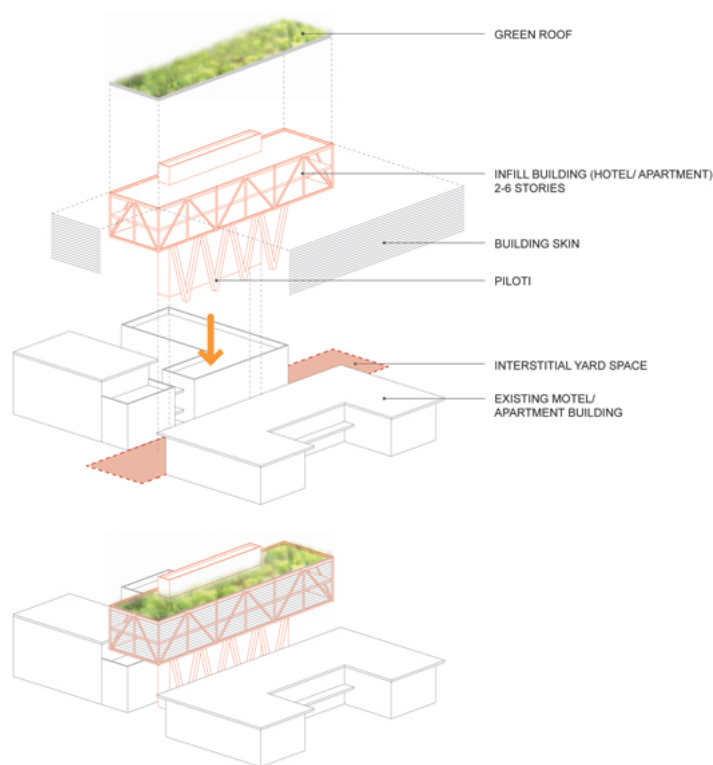 GREEN ROOF
INFILL BUILDING (HOTEL/ APARTMENT)
2-6 STORIES
BUILDING SKIN
PILOTI
INTERSTITIAL YARD SPACE
EXISTING MOTEL/
APARTMENT BUILDING